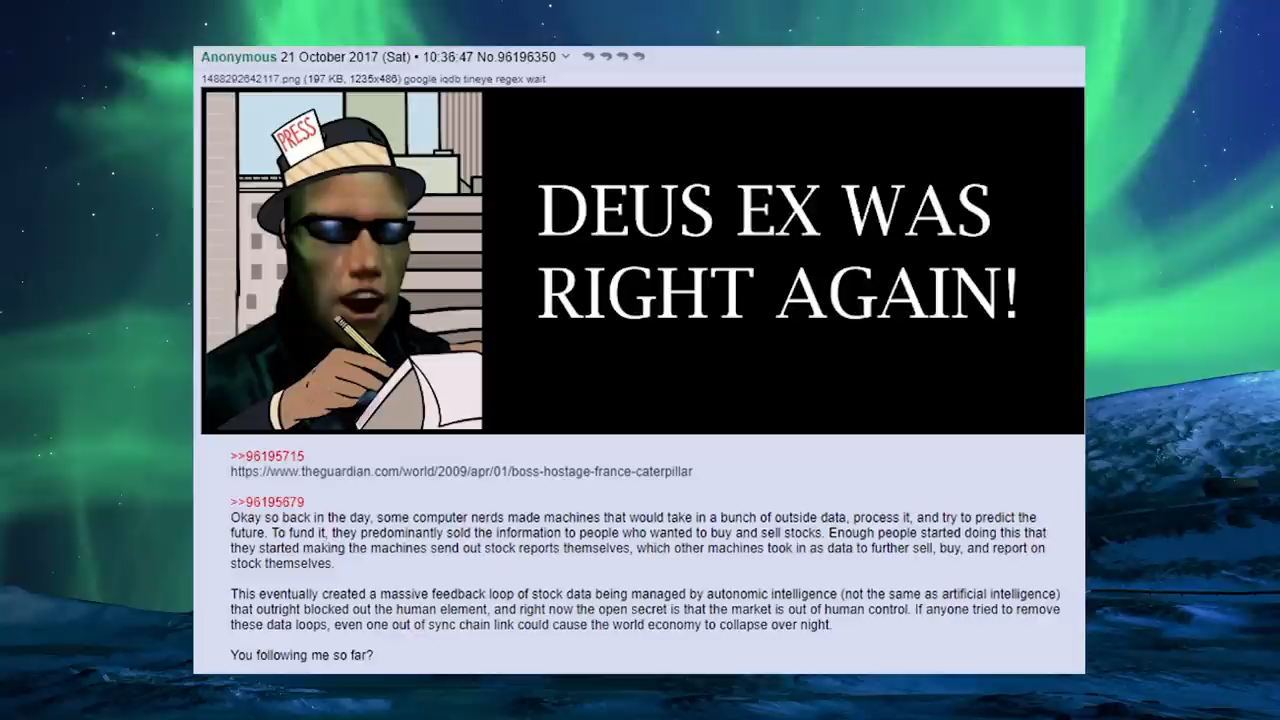 Anonymous 21 October 2017 (Sat) • 10:36:47 No.96196350
1488292642117.png (197 KB, 1235x486) google iqdb tineye regex wait
PRESS
DEUS EX WAS
RIGHT AGAIN!
>>96195715
https://www.theguardian.com/world/2009/apr/01/boss-hostage-france-caterpillar
>>96195679
Okay so back in the day, some computer nerds made machines that would take in a bunch of outside data, process it, and try to predict the
future. To fund it, they predominantly sold the information to people who wanted to buy and sell stocks. Enough people started doing this that
they started making the machines send out stock reports themselves, which other machines took in as data to further sell, buy, and report on
stock themselves.
This eventually created a massive feedback loop of stock data being managed by autonomic intelligence (not the same as artificial intelligence)
that outright blocked out the human element, and right now the open secret is that the market is out of human control. If anyone tried to remove
these data loops, even one out of sync chain link could cause the world economy to collapse over night.
You following me so far?